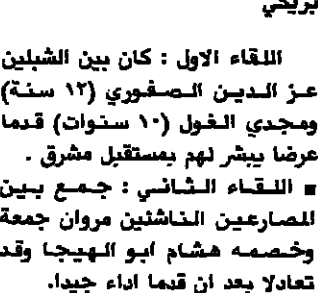 بريحي
اللقاء الاول : كان بين الشبلين
عز الدين الصفوري (١٢ سنة)
ومجدي الغول (١٠ سنوات) قدما
عرضا يبشر لهم بمستقبل مشرق .
■ اللقاء الثاني : جمع بين
المصارعين الناشئين مروان جمعة
وخصمه هشام ابو الهيجا وقد
تعادلا بعد ان قدما اداء جيدا.